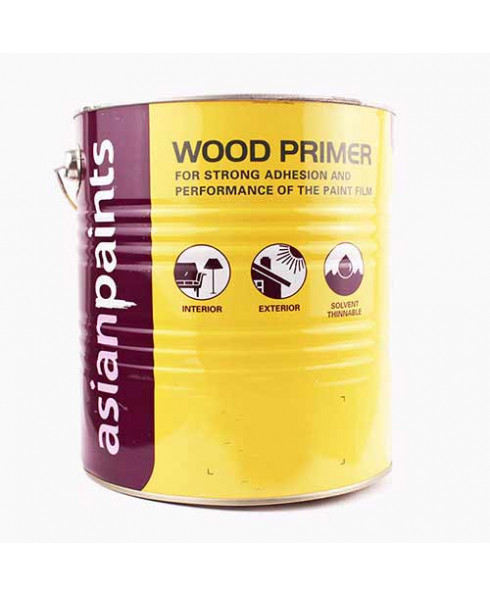 asianpaints
WOOD PRIMER
FOR STRONG ADHESION AND
PERFORMANCE OF THE PAINT FILM
INTERIOR
EXTERIOR
SOLVENT
THINNABLE